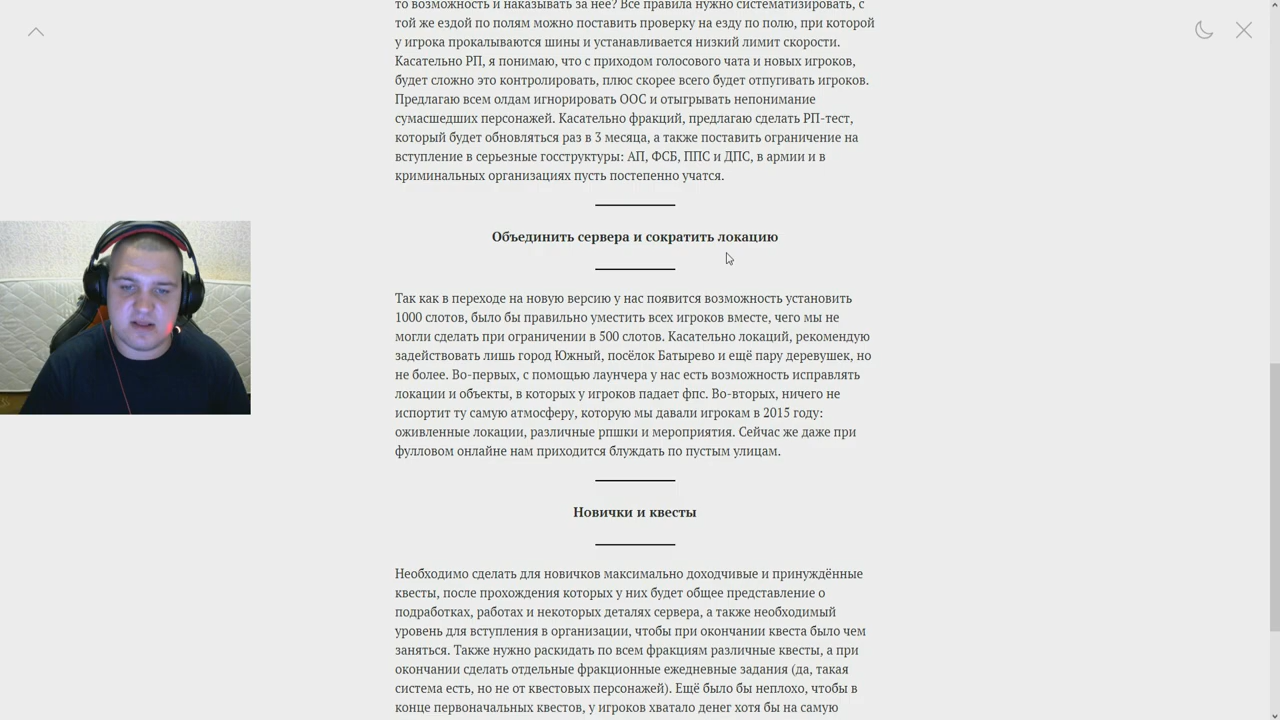 то возможность и наказывать за неё? Все правила нужно систематизировать, с
той же ездой по полям можно поставить проверку на езду по полю, при которой
у игрока прокалываются шины и устанавливается низкий лимит скорости.
Касательно РП, я понимаю, что с приходом голосового чата и новых игроков,
будет сложно это контролировать, плюс скорее всего будет отпугивать игроков.
Предлагаю всем олдам игнорировать ООС и отыгрывать непонимание
сумасшедших персонажей. Касательно фракций, предлагаю сделать РП-тест,
который будет обновляться раз в 3 месяца, а также поставить ограничение на
вступление в серьезные госструктуры: АП, ФСБ, ППС и ДПС, в армии и в
криминальных организациях пусть постепенно учатся.
Объединить сервера и сократить локацию
Так как в переходе на новую версию у нас появится возможность установить
1000 слотов, было бы правильно уместить всех игроков вместе, чего мы не
могли сделать при ограничении в 500 слотов. Касательно локаций, рекомендую
задействовать лишь город Южный, посёлок Батырево и ещё пару деревушек, но
не более. Во-первых, с помощью лаунчера у нас есть возможность исправлять
локации и объекты, в которых у игроков падает фпс. Во-вторых, ничего не
испортит ту самую атмосферу, которую мы давали игрокам в 2015 году:
оживленные локации, различные рпшки и мероприятия. Сейчас же даже при
фулловом онлайне нам приходится блуждать по пустым улицам.
Новички и квесты
Необходимо сделать для новичков максимально доходчивые и принуждённые
квесты, после прохождения которых у них будет общее представление о
подработках, работах и некоторых деталях сервера, а также необходимый
уровень для вступления в организации, чтобы при окончании квеста было чем
заняться. Также нужно раскидать по всем фракциям различные квесты, а при
окончании сделать отдельные фракционные ежедневные задания (да, такая
система есть, но не от квестовых персонажей). Ещё было бы неплохо, чтобы в
конце первоначальных квестов, у игроков хватало денег хотя бы на самую